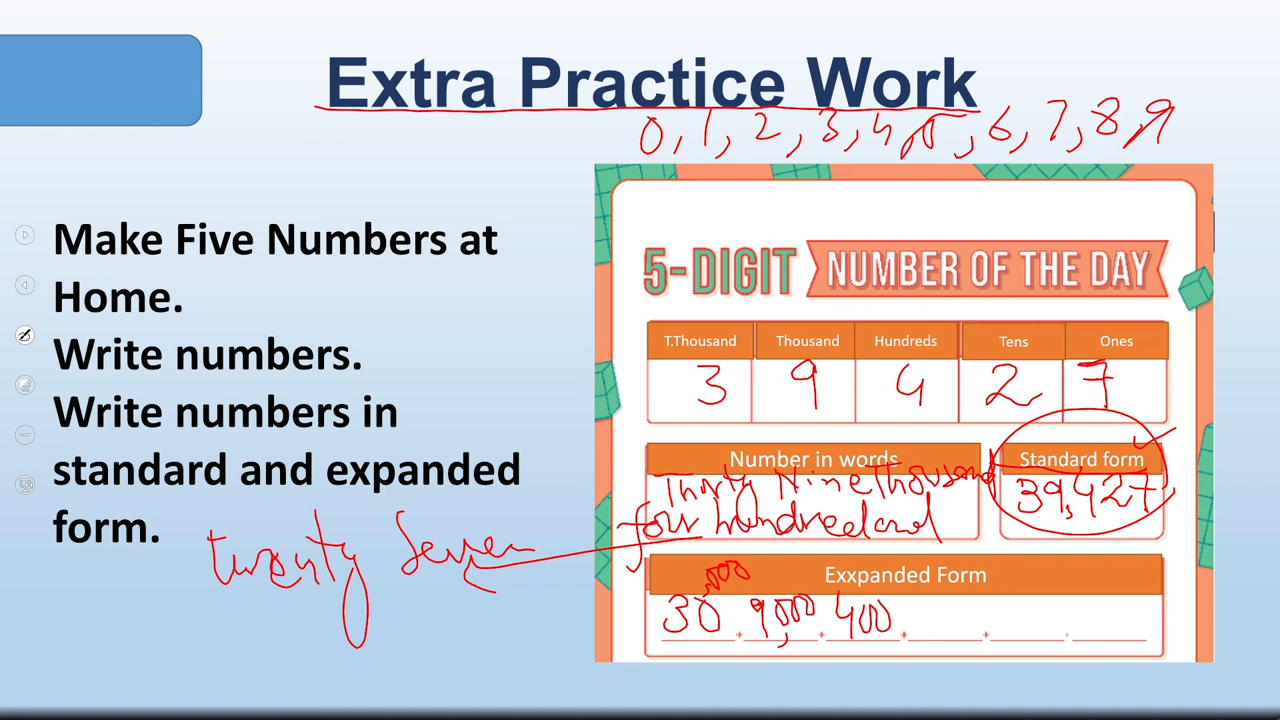 Extra Practice Work
0, 1, 2, 3, 4, 5, 6, 7, 8, 9
Make Five Numbers at
Home.
Write numbers.
Write numbers in
standard and expanded
form.
twenty Seven
5-DIGIT NUMBER OF THE DAY
T.Thousand Thousand Hundreds Tens Ones
3 9 4 2 7
Number in words
Thirty Nine Thousand
four hundred and
Standard form
39,427
Exxpanded Form
30,000 + 9,000 + 400 + + +